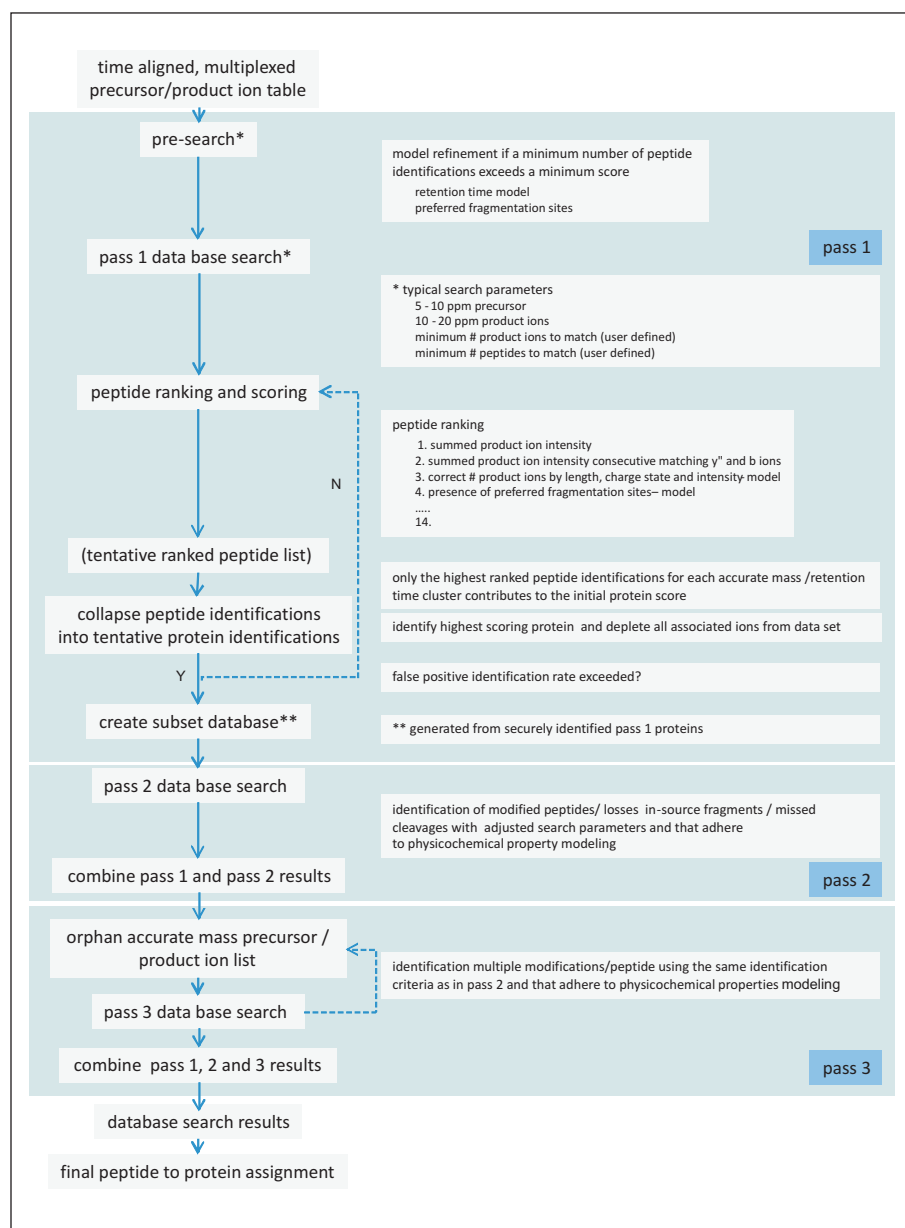 time aligned, multiplexed
precursor/product ion table
pre-search*
model refinement if a minimum number of peptide
identifications exceeds a minimum score
retention time model
preferred fragmentation sites
pass 1
pass 1 data base search*
* typical search parameters
5 - 10 ppm precursor
10 - 20 ppm product ions
minimum # product ions to match (user defined)
minimum # peptides to match (user defined)
peptide ranking and scoring
peptide ranking
1. summed product ion intensity
2. summed product ion intensity consecutive matching y" and b ions
3. correct # product ions by length, charge state and intensity- model
4. presence of preferred fragmentation sites– model
.....
14.
N
(tentative ranked peptide list)
only the highest ranked peptide identifications for each accurate mass /retention
time cluster contributes to the initial protein score
collapse peptide identifications
into tentative protein identifications
identify highest scoring protein and deplete all associated ions from data set
Y
false positive identification rate exceeded?
create subset database**
** generated from securely identified pass 1 proteins
pass 2 data base search
identification of modified peptides/ losses in-source fragments / missed
cleavages with adjusted search parameters and that adhere
to physicochemical property modeling
combine pass 1 and pass 2 results
pass 2
orphan accurate mass precursor /
product ion list
identification multiple modifications/peptide using the same identification
criteria as in pass 2 and that adhere to physicochemical properties modeling
pass 3 data base search
combine pass 1, 2 and 3 results
pass 3
database search results
final peptide to protein assignment